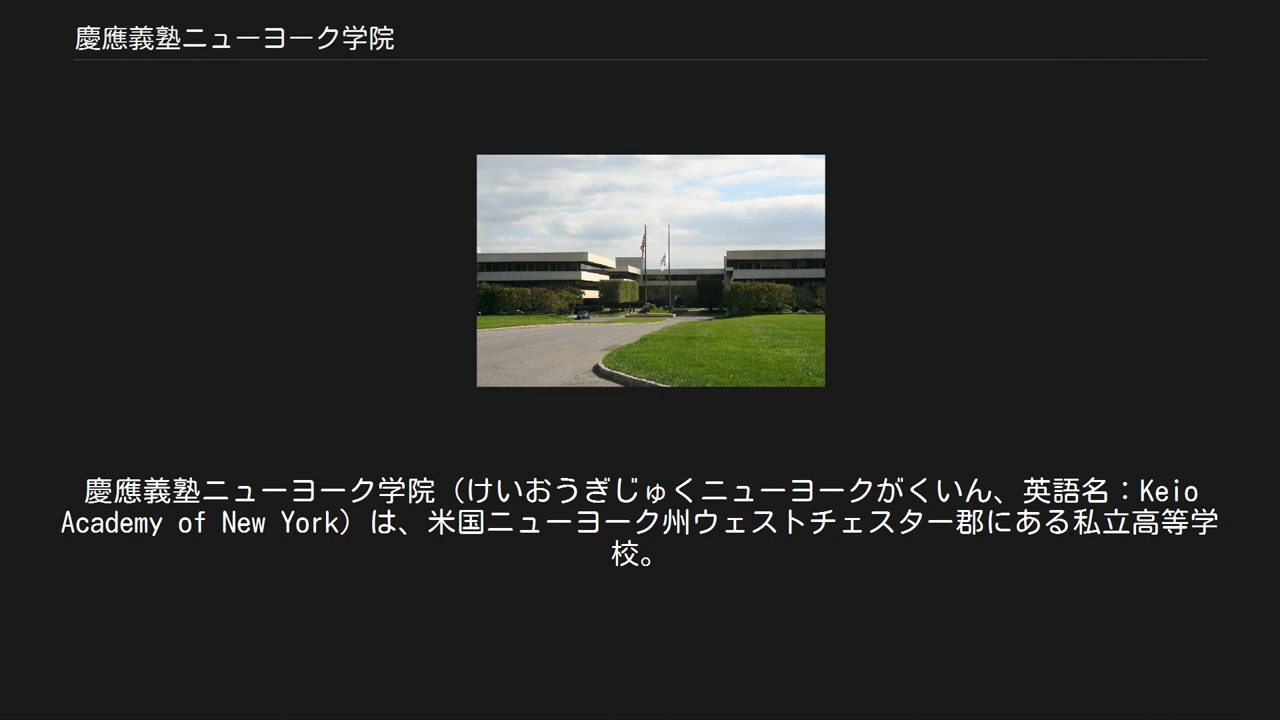 慶應義塾ニューヨーク学院
慶應義塾ニューヨーク学院（けいおうぎじゅくニューヨークがくいん、英語名：Keio
Academy of New York）は、米国ニューヨーク州ウェストチェスター郡にある私立高等学
校。